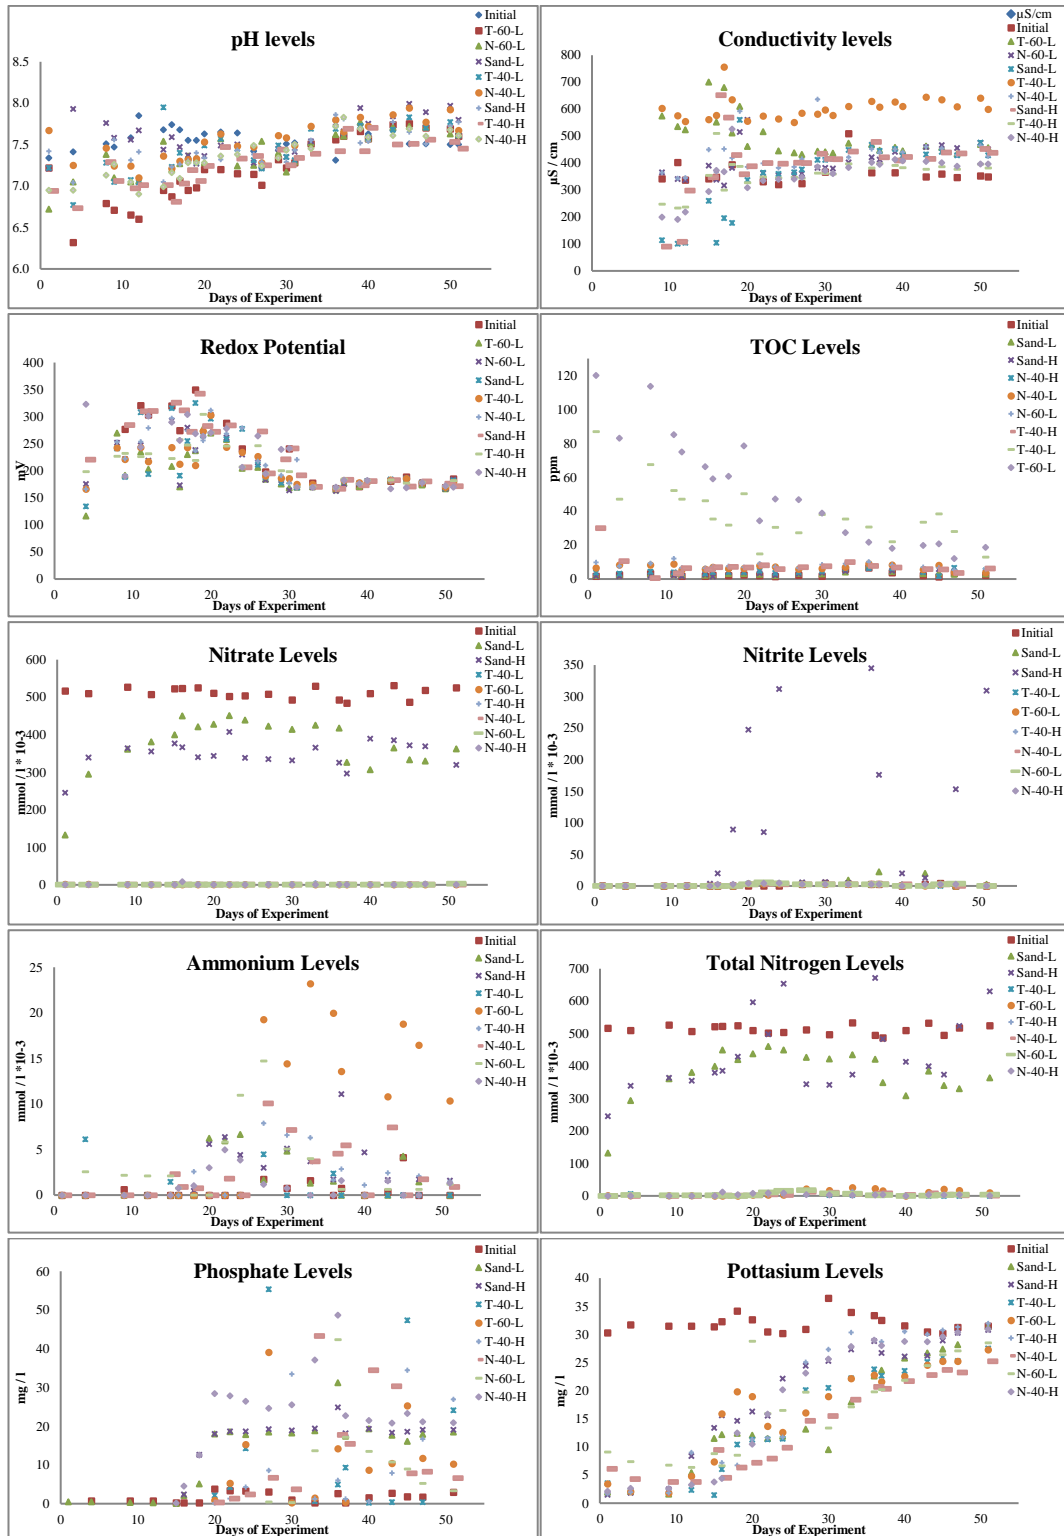 pH levels
8.5
8.0
7.5
7.0
6.5
6.0
0
10
20
30
40
50
Days of Experiment
Initial
T-60-L
N-60-L
Sand-L
T-40-L
N-40-L
Sand-H
T-40-H
N-40-H
Conductivity levels
µS / cm
800
700
600
500
400
300
200
100
0
0
10
20
30
40
50
Days of Experiment
µS/cm
Initial
T-60-L
N-60-L
Sand-L
T-40-L
N-40-L
Sand-H
T-40-H
N-40-H
Redox Potential
mV
400
350
300
250
200
150
100
50
0
0
10
20
30
40
50
Days of Experiment
Initial
T-60-L
N-60-L
Sand-L
T-40-L
N-40-L
Sand-H
T-40-H
N-40-H
TOC Levels
ppm
120
100
80
60
40
20
0
0
10
20
30
40
50
Days of Experiment
Initial
Sand-L
Sand-H
N-40-H
N-40-L
N-60-L
T-40-H
T-40-L
T-60-L
Nitrate Levels
mmol / l * 10-3
600
500
400
300
200
100
0
0
10
20
30
40
50
Days of Experiment
Initial
Sand-L
Sand-H
T-40-L
T-60-L
T-40-H
N-40-L
N-60-L
N-40-H
Nitrite Levels
mmol / l * 10-3
350
300
250
200
150
100
50
0
0
10
20
30
40
50
Days of Experiment
Initial
Sand-L
Sand-H
T-40-L
T-60-L
T-40-H
N-40-L
N-60-L
N-40-H
Ammonium Levels
mmol / l *10-3
25
20
15
10
5
0
0
10
20
30
40
50
Days of Experiment
Initial
Sand-L
Sand-H
T-40-L
T-60-L
T-40-H
N-40-L
N-60-L
N-40-H
Total Nitrogen Levels
mmol / l * 10-3
700
600
500
400
300
200
100
0
0
10
20
30
40
50
Days of Experiment
Initial
Sand-L
Sand-H
T-40-L
T-60-L
T-40-H
N-40-L
N-60-L
N-40-H
Phosphate Levels
mg / l
60
50
40
30
20
10
0
0
10
20
30
40
50
Days of Experiment
Initial
Sand-L
Sand-H
T-40-L
T-60-L
T-40-H
N-40-L
N-60-L
N-40-H
Pottasium Levels
mg / l
40
35
30
25
20
15
10
5
0
0
10
20
30
40
50
Days of Experiment
Initial
Sand-L
Sand-H
T-40-L
T-60-L
T-40-H
N-40-L
N-60-L
N-40-H